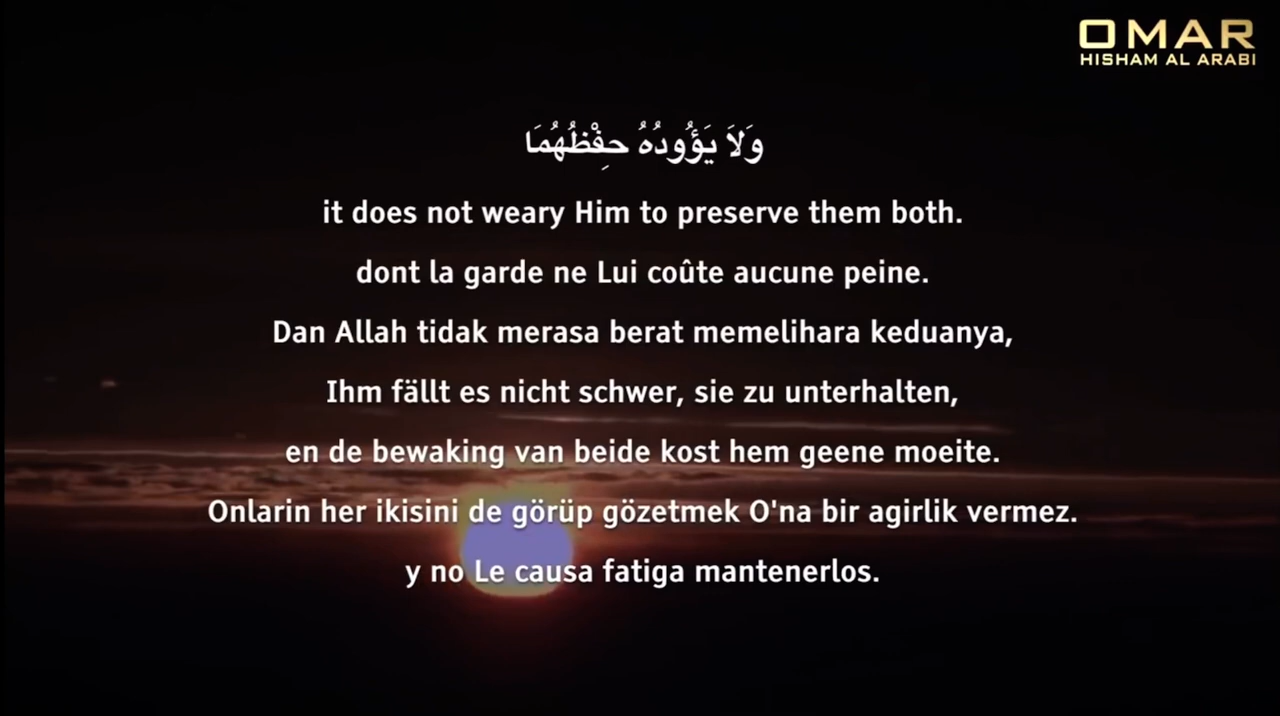 OMAR
HISHAM AL ARABI
وَلاَ يَؤُودُهُ حِفْظُهُمَا
it does not weary Him to preserve them both.
dont la garde ne Lui coûte aucune peine.
Dan Allah tidak merasa berat memelihara keduanya,
Ihm fällt es nicht schwer, sie zu unterhalten,
en de bewaking van beide kost hem geene moeite.
Onlarin her ikisini de görüp gözetmek O'na bir agirlik vermez.
y no Le causa fatiga mantenerlos.